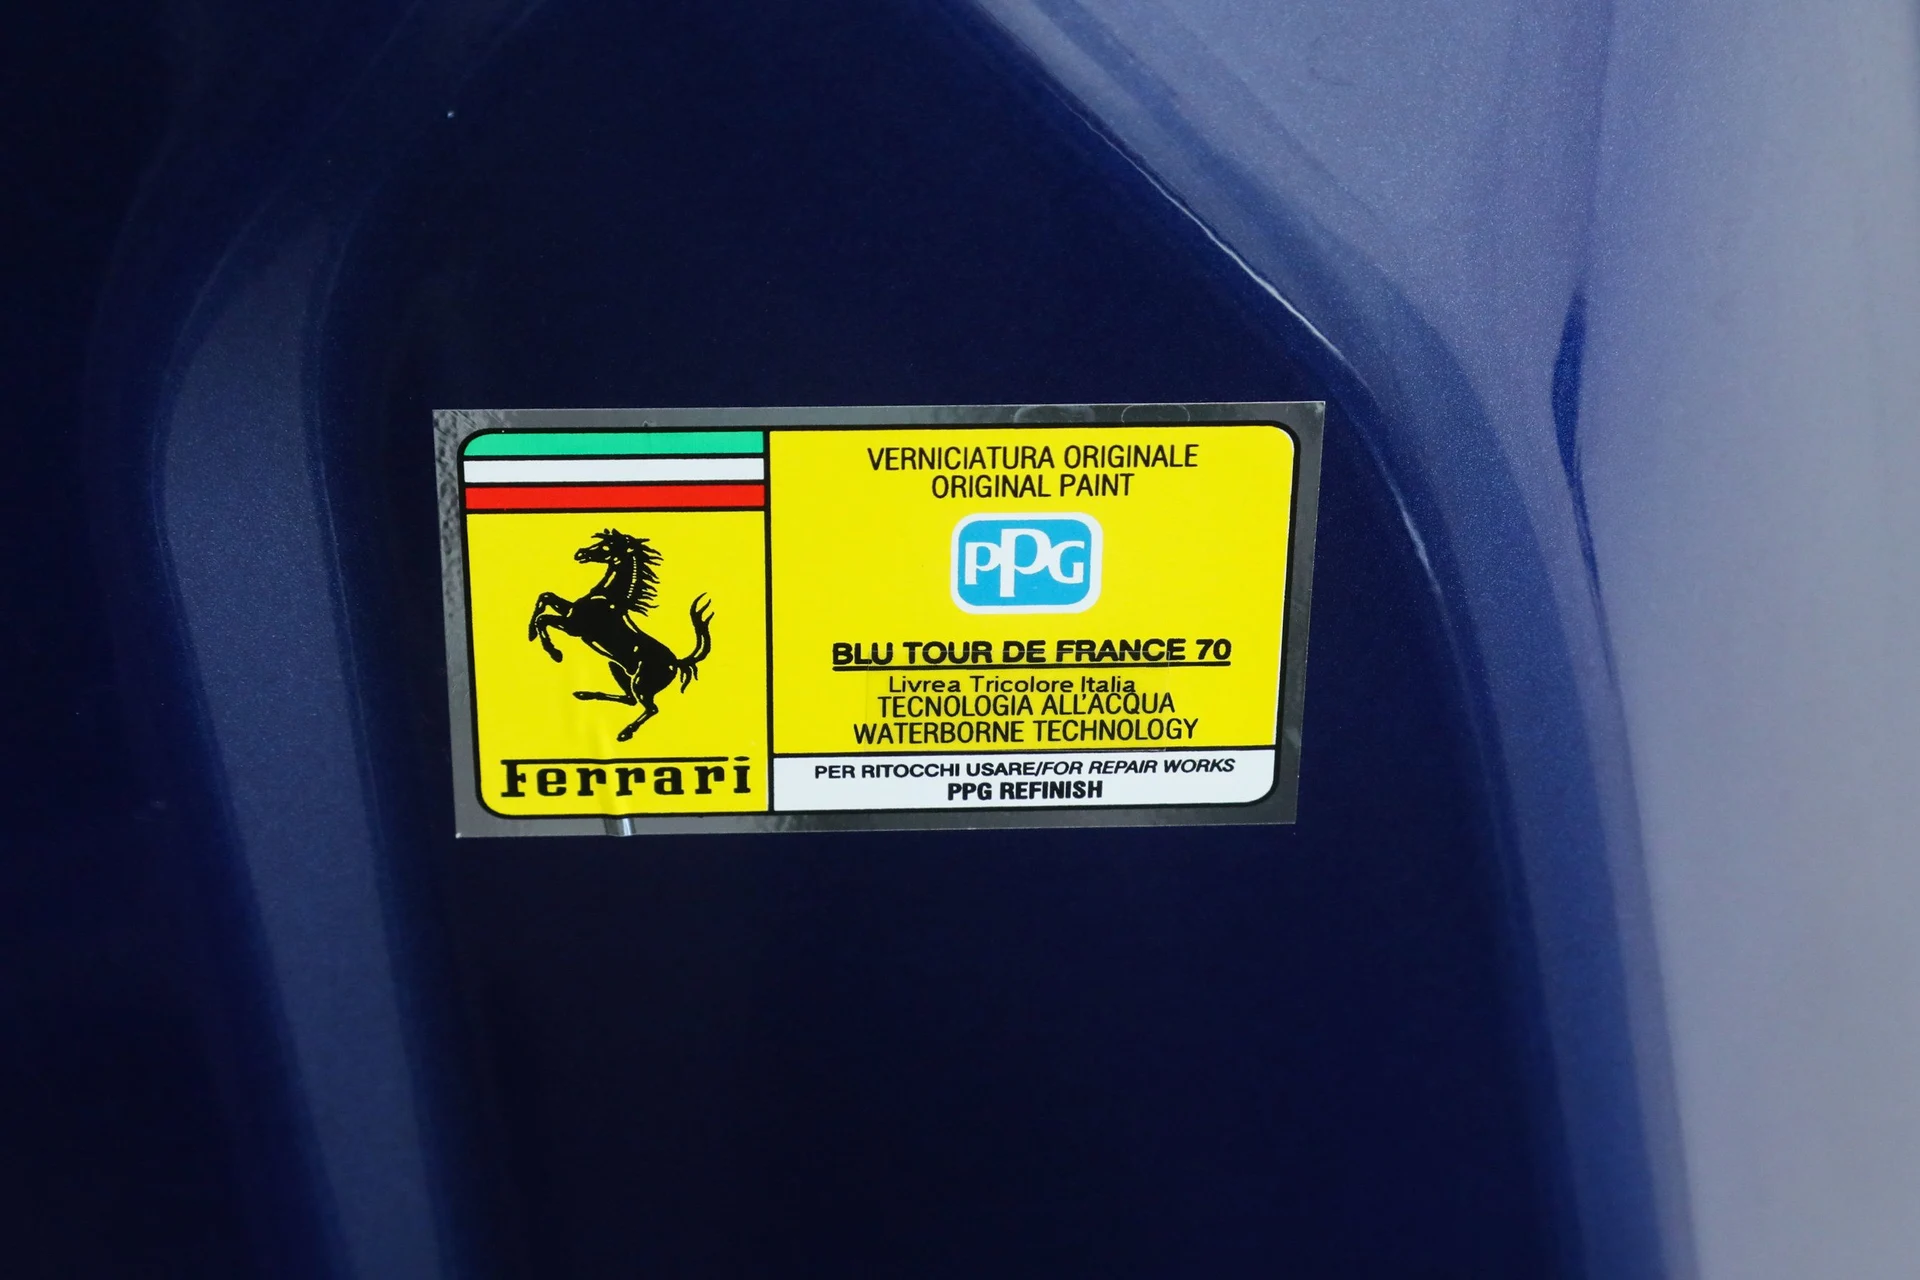 VERNICIATURA ORIGINALE
ORIGINAL PAINT
PPG
BLU TOUR DE FRANCE 70
Livrea Tricolore Italia
TECNOLOGIA ALL'ACQUA
WATERBORNE TECHNOLOGY
Ferrari
PER RITOCCHI USARE/FOR REPAIR WORKS
PPG REFINISH